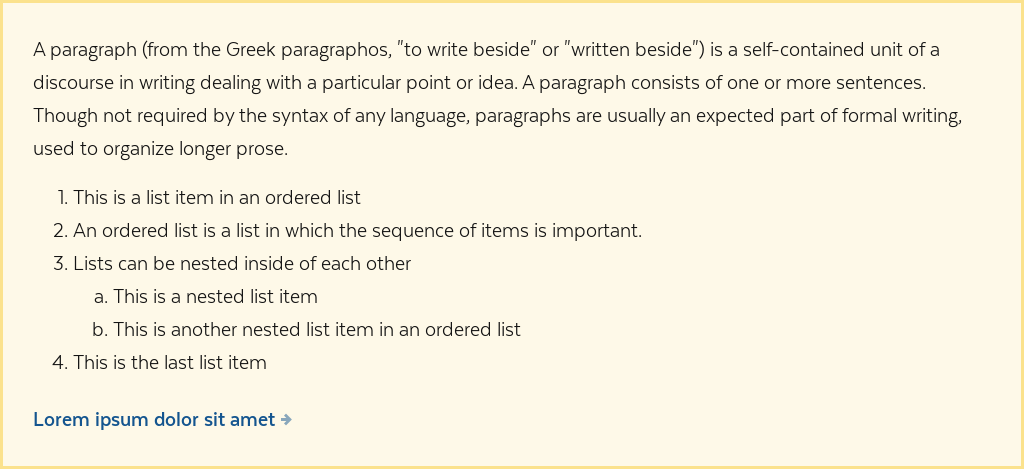 A paragraph (from the Greek paragraphos, "to write beside" or "written beside") is a self-contained unit of a
discourse in writing dealing with a particular point or idea. A paragraph consists of one or more sentences.
Though not required by the syntax of any language, paragraphs are usually an expected part of formal writing,
used to organize longer prose.
1. This is a list item in an ordered list
2. An ordered list is a list in which the sequence of items is important.
3. Lists can be nested inside of each other
a. This is a nested list item
b. This is another nested list item in an ordered list
4. This is the last list item
Lorem ipsum dolor sit amet →